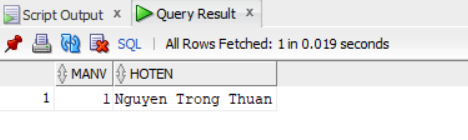 Script Output x Query Result x
SQL | All Rows Fetched: 1 in 0.019 seconds
MANV HOTEN
1 1 Nguyen Trong Thuan